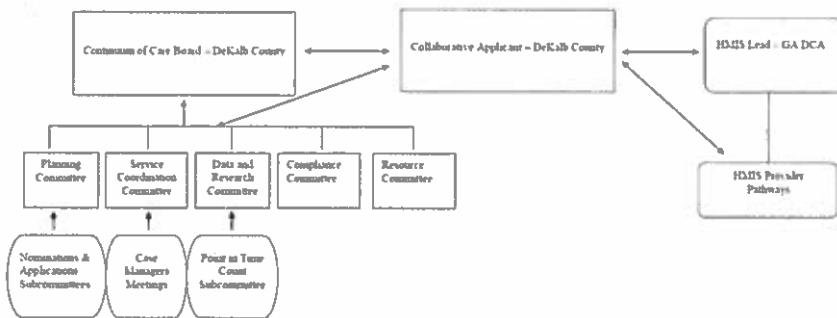 Continuum of Care Board – DeKalb County
Collaborative Applicant – DeKalb County
HMIS Lead – GA DCA
Planning
Committee
Service
Coordination
Committee
Data and
Research
Committee
Compliance
Committee
Resource
Committee
HMIS Provider
Pathways
Nominations &
Applications
Subcommittees
Case
Managers
Meetings
Point in Time
Count
Subcommittee